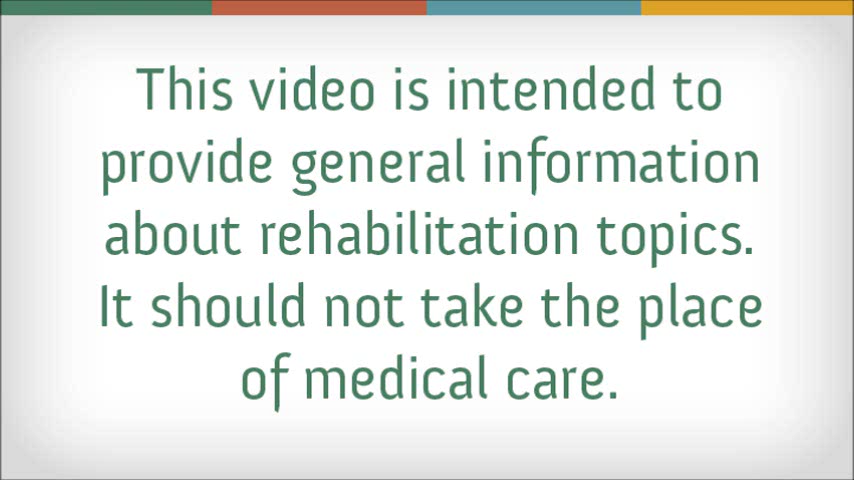 This video is intended to
provide general information
about rehabilitation topics.
It should not take the place
of medical care.